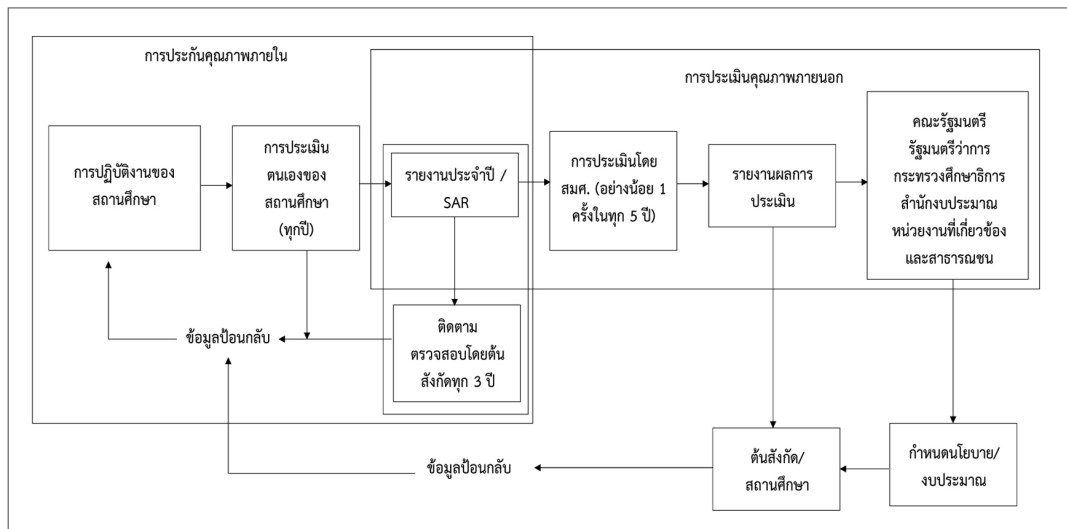 การประกันคุณภาพภายใน
การประเมินคุณภาพภายนอก
การปฏิบัติงานของ
สถานศึกษา
การประเมิน
ตนเองของ
สถานศึกษา
(ทุกปี)
รายงานประจำปี /
SAR
การประเมินโดย
สมศ. (อย่างน้อย 1
ครั้งในทุก 5 ปี)
รายงานผลการ
ประเมิน
คณะรัฐมนตรี
รัฐมนตรีว่าการ
กระทรวงศึกษาธิการ
สำนักงบประมาณ
หน่วยงานที่เกี่ยวข้อง
และสาธารณชน
ข้อมูลป้อนกลับ
ติดตาม
ตรวจสอบโดยต้น
สังกัดทุก 3 ปี
ข้อมูลป้อนกลับ
ต้นสังกัด/
สถานศึกษา
กำหนดนโยบาย/
งบประมาณ